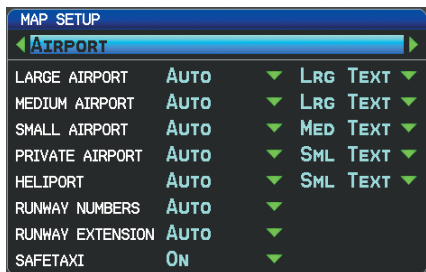 MAP SETUP
AIRPORT
LARGE AIRPORT AUTO LRG TEXT
MEDIUM AIRPORT AUTO LRG TEXT
SMALL AIRPORT AUTO MED TEXT
PRIVATE AIRPORT AUTO SML TEXT
HELIPORT AUTO SML TEXT
RUNWAY NUMBERS AUTO
RUNWAY EXTENSION AUTO
SAFETAXI ON